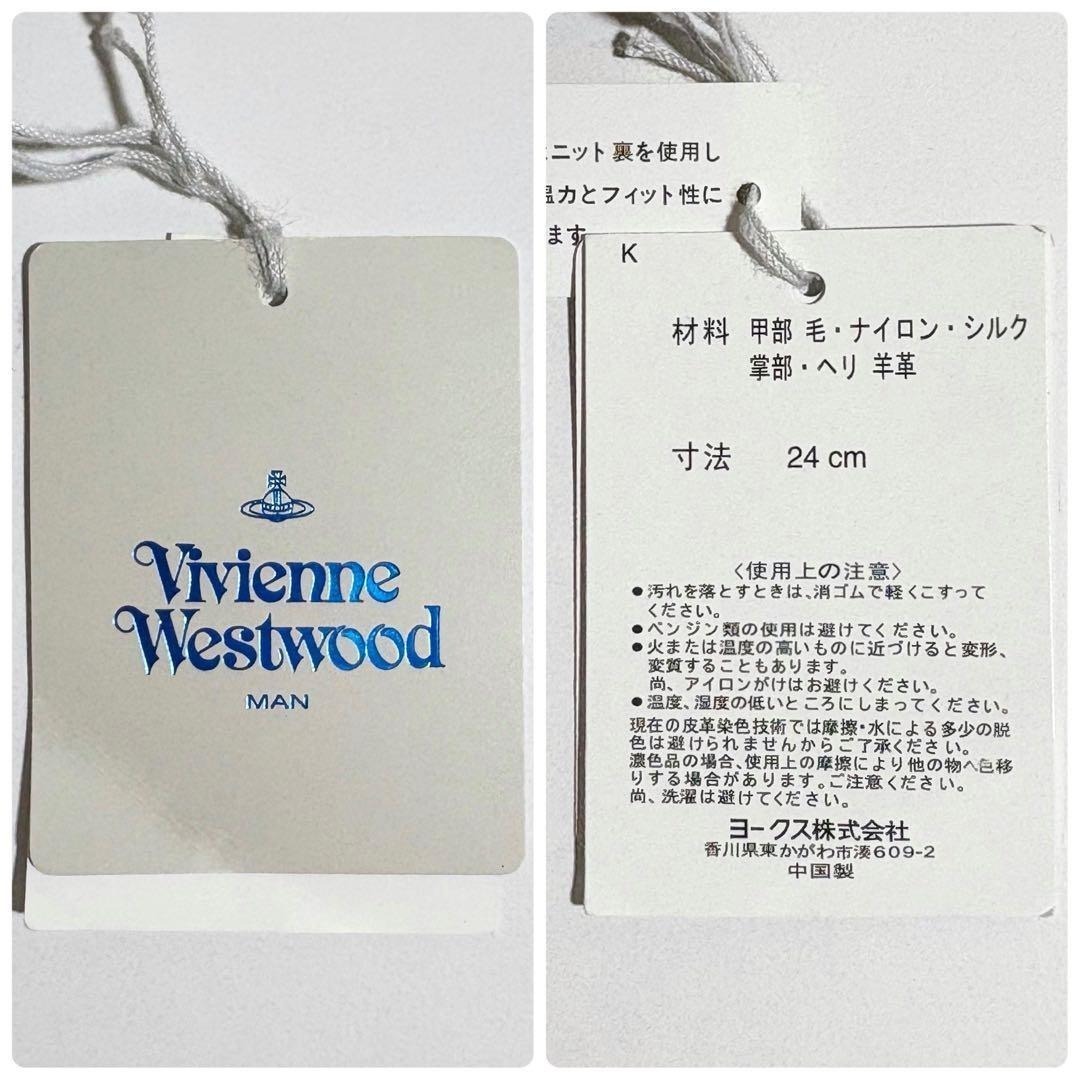 Vivienne
Westwood
MAN
ニット裏を使用し
温力とフィット性に
ます
K
材料 甲部 毛・ナイロン・シルク
掌部・ヘリ 羊革
寸法 24 cm
〈使用上の注意〉
●汚れを落とすときは、消ゴムで軽くこすって
ください。
●ベンジン類の使用は避けてください。
●火または温度の高いものに近づけると変形、
変質することもあります。
尚、アイロンがけはお避けください。
●温度、湿度の低いところにしまってください。
現在の皮革染色技術では摩擦・水による多少の脱
色は避けられませんからご了承ください。
濃色品の場合、使用上の摩擦により他の物へ色移
りする場合があります。ご注意ください。
尚、洗濯は避けてください。
ヨークス株式会社
香川県東かがわ市湊609-2
中国製